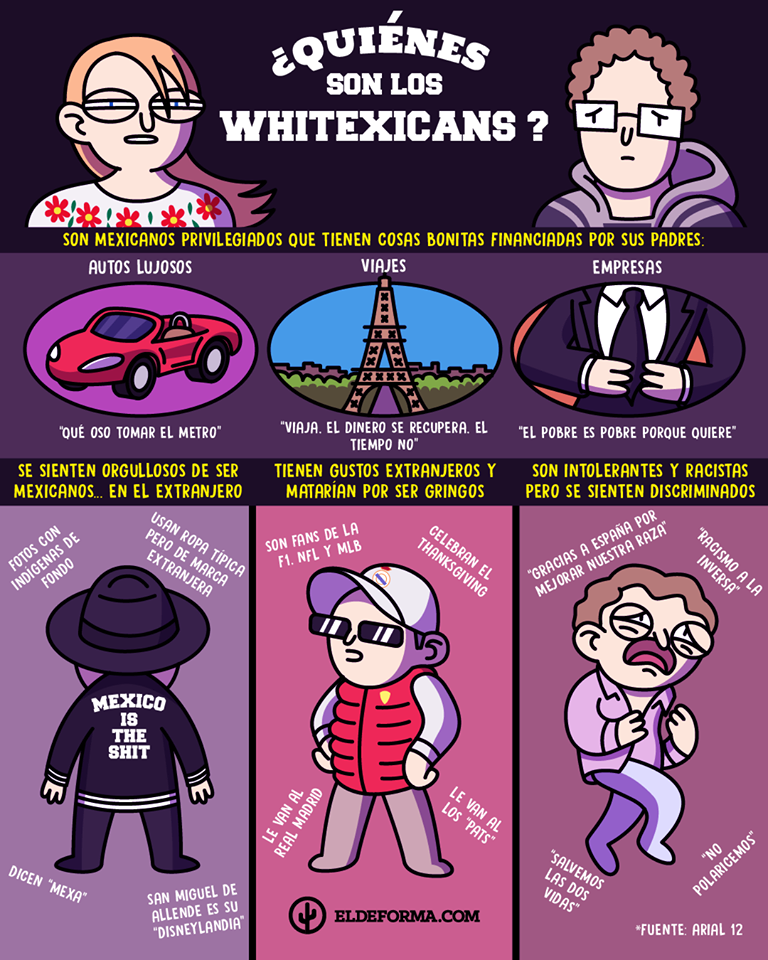 ¿QUIÉNES
SON LOS
WHITEXICANS ?
SON MEXICANOS PRIVILEGIADOS QUE TIENEN COSAS BONITAS FINANCIADAS POR SUS PADRES:
AUTOS LUJOSOS
"QUÉ OSO TOMAR EL METRO"
VIAJES
"VIAJA. EL DINERO SE RECUPERA. EL
TIEMPO NO"
EMPRESAS
"EL POBRE ES POBRE PORQUE QUIERE"
SE SIENTEN ORGULLOSOS DE SER
MEXICANOS... EN EL EXTRANJERO
FOTOS CON
INDÍGENAS DE
FONDO
USAN ROPA TÍPICA
PERO DE MARCA
EXTRANJERA
MEXICO
IS
THE
SHIT
DICEN "MEXA"
SAN MIGUEL DE
ALLENDE ES SU
"DISNEYLANDIA"
TIENEN GUSTOS EXTRANJEROS Y
MATARÍAN POR SER GRINGOS
SON FANS DE LA
F1. NFL Y MLB
CELEBRAN EL
THANKSGIVING
LE VAN AL
REAL MADRID
LE VAN AL
LOS "PATS"
ELDEFORMA.COM
SON INTOLERANTES Y RACISTAS
PERO SE SIENTEN DISCRIMINADOS
"GRACIAS A ESPAÑA POR
MEJORAR NUESTRA RAZA"
"RACISMO A LA
INVERSA"
"SALVEMOS
LAS DOS
VIDAS"
"NO
POLARICEMOS"
*FUENTE: ARIAL 12